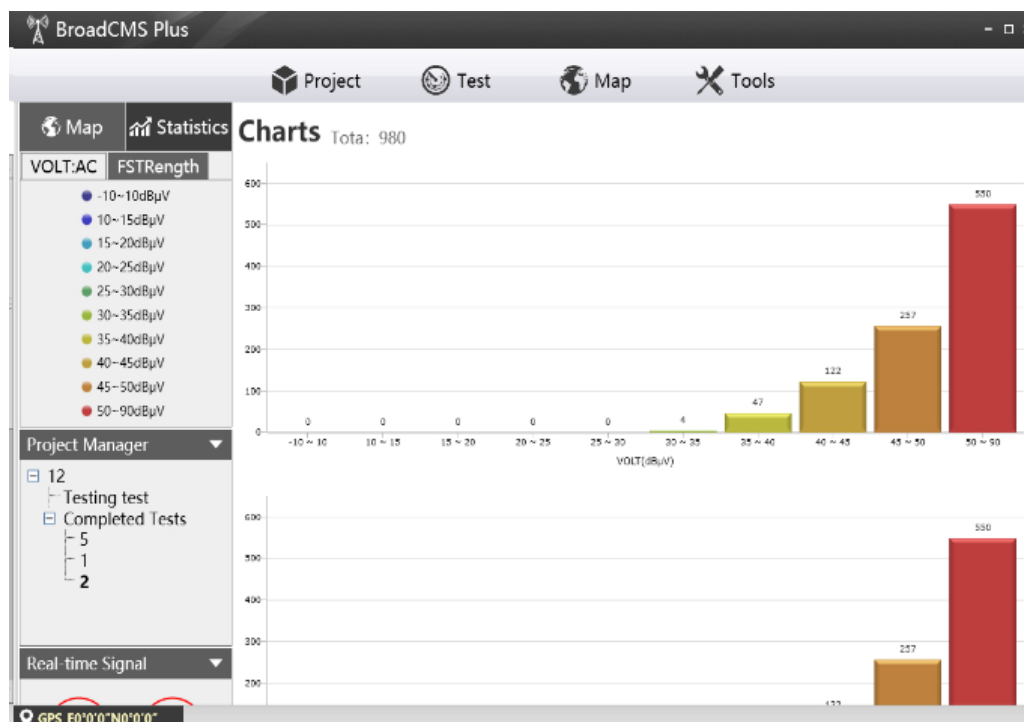 BroadCMS Plus
Project Test Map Tools
Map Statistics
VOLT:AC FSTRength
-10~10dBμV
10~15dBμV
15~20dBμV
20~25dBμV
25~30dBμV
30~35dBμV
35~40dBμV
40~45dBμV
45~50dBμV
50~90dBμV
Project Manager
12
Testing test
Completed Tests
5
1
2
Real-time Signal
GPS E0°0'0"N0°0'0"
Charts Tota: 980
600
500
400
300
200
100
0
0 0 0 0 0 4 47 122 257 550
-10 ~ 10 10 ~ 15 15 ~ 20 20 ~ 25 25 ~ 30 30 ~ 35 35 ~ 40 40 ~ 45 45 ~ 50 50 ~ 90
VOLT(dBμV)
600
500
400
300
200
122 257 550